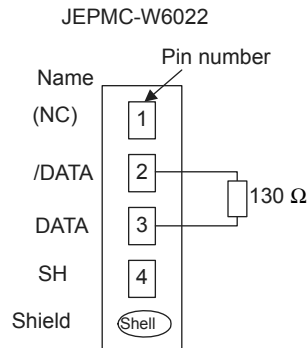 JEPMC-W6022
Pin number
Name
(NC) 1
/DATA 2
130 Ω
DATA 3
SH 4
Shield Shell